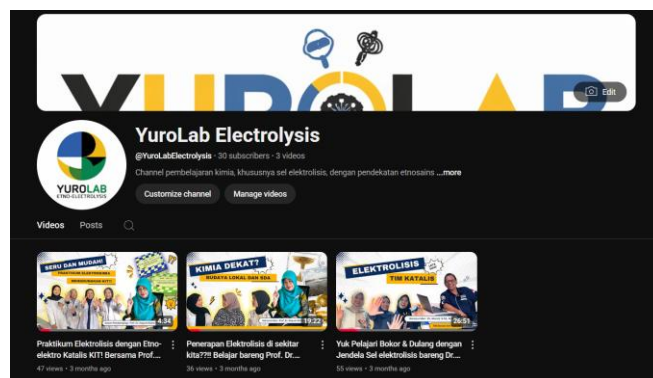 YUROLAB
Edit
YUROLAB
ETNO-ELECTROLYSIS
YuroLab Electrolysis
@YuroLabElectrolysis · 30 subscribers · 3 videos
Channel pembelajaran kimia, khususnya sel elektrolisis, dengan pendekatan etnosains ...more
Customize channel
Manage videos
Videos
Posts
SERU DAN MUDAH!
PRAKTIKUM ELEKTROLISIS
MENGGUNAKAN KIT!
4:34
KIMIA DEKAT?
BUDAYA LOKAL DAN SDA
19:22
ELEKTROLISIS
TIM KATALIS
26:51
Praktikum Elektrolisis dengan Etno-
elektro Katalis KIT! Bersama Prof....
47 views · 3 months ago
Penerapan Elektrolisis di sekitar
kita??!! Belajar bareng Prof. Dr....
36 views · 3 months ago
Yuk Pelajari Bokor & Dulang dengan
Jendela Sel elektrolisis bareng Dr....
55 views · 3 months ago